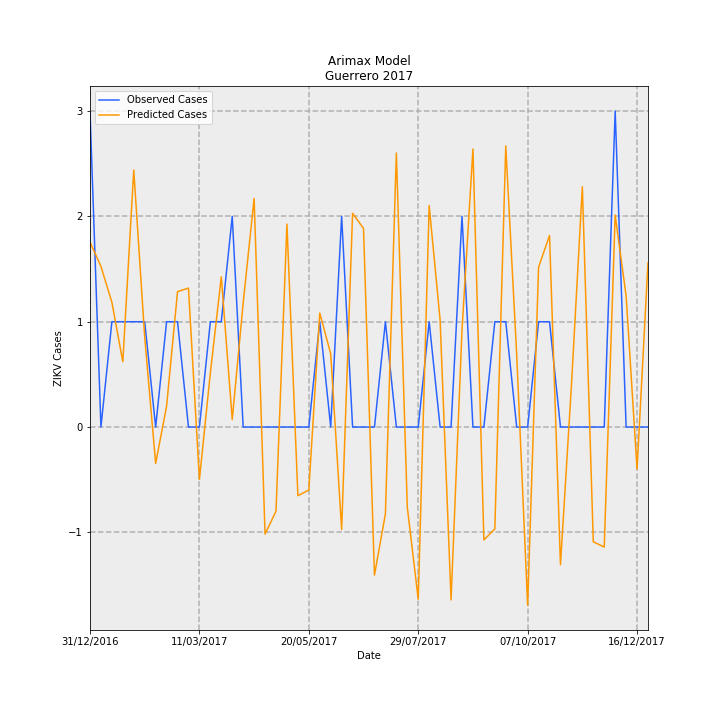 Arimax Model
Guerrero 2017
Observed Cases
Predicted Cases
3
2
1
0
−1
ZIKV Cases
31/12/2016 11/03/2017 20/05/2017 29/07/2017 07/10/2017 16/12/2017
Date